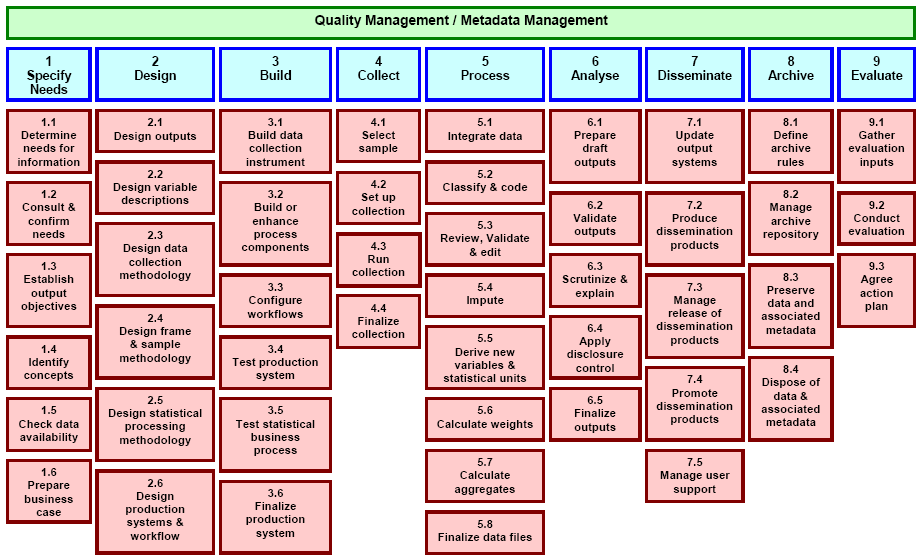 Quality Management / Metadata Management
1
Specify
Needs
2
Design
3
Build
4
Collect
5
Process
6
Analyse
7
Disseminate
8
Archive
9
Evaluate
1.1
Determine
needs for
information
1.2
Consult &
confirm
needs
1.3
Establish
output
objectives
1.4
Identify
concepts
1.5
Check data
availability
1.6
Prepare
business
case
2.1
Design outputs
2.2
Design variable
descriptions
2.3
Design data
collection
methodology
2.4
Design frame
& sample
methodology
2.5
Design statistical
processing
methodology
2.6
Design
production
systems &
workflow
3.1
Build data
collection
instrument
3.2
Build or
enhance
process
components
3.3
Configure
workflows
3.4
Test production
system
3.5
Test statistical
business
process
3.6
Finalize
production
system
4.1
Select
sample
4.2
Set up
collection
4.3
Run
collection
4.4
Finalize
collection
5.1
Integrate data
5.2
Classify & code
5.3
Review, Validate
& edit
5.4
Impute
5.5
Derive new
variables &
statistical units
5.6
Calculate weights
5.7
Calculate
aggregates
5.8
Finalize data files
6.1
Prepare
draft
outputs
6.2
Validate
outputs
6.3
Scrutinize &
explain
6.4
Apply
disclosure
control
6.5
Finalize
outputs
7.1
Update
output
systems
7.2
Produce
dissemination
products
7.3
Manage
release of
dissemination
products
7.4
Promote
dissemination
products
7.5
Manage user
support
8.1
Define
archive
rules
8.2
Manage
archive
repository
8.3
Preserve
data and
associated
metadata
8.4
Dispose of
data &
associated
metadata
9.1
Gather
evaluation
inputs
9.2
Conduct
evaluation
9.3
Agree
action
plan